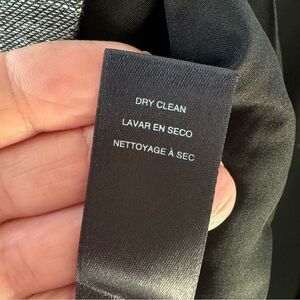 DRY CLEAN
LAVAR EN SECO
NETTOYAGE À SEC